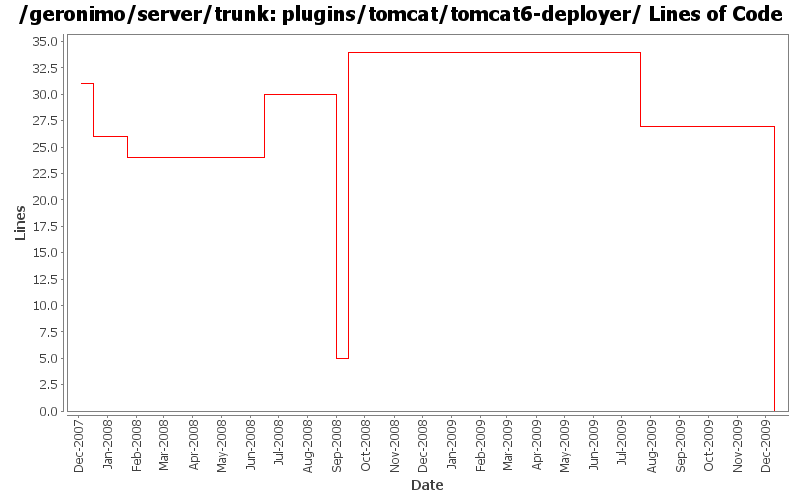 /geronimo/server/trunk: plugins/tomcat/tomcat6-deployer/ Lines of Code
35.0
32.5
30.0
27.5
25.0
22.5
20.0
17.5
15.0
12.5
10.0
7.5
5.0
2.5
0.0
Lines
Dec-2007
Jan-2008
Feb-2008
Mar-2008
Apr-2008
May-2008
Jun-2008
Jul-2008
Aug-2008
Sep-2008
Oct-2008
Nov-2008
Dec-2008
Jan-2009
Feb-2009
Mar-2009
Apr-2009
May-2009
Jun-2009
Jul-2009
Aug-2009
Sep-2009
Oct-2009
Nov-2009
Dec-2009
Date